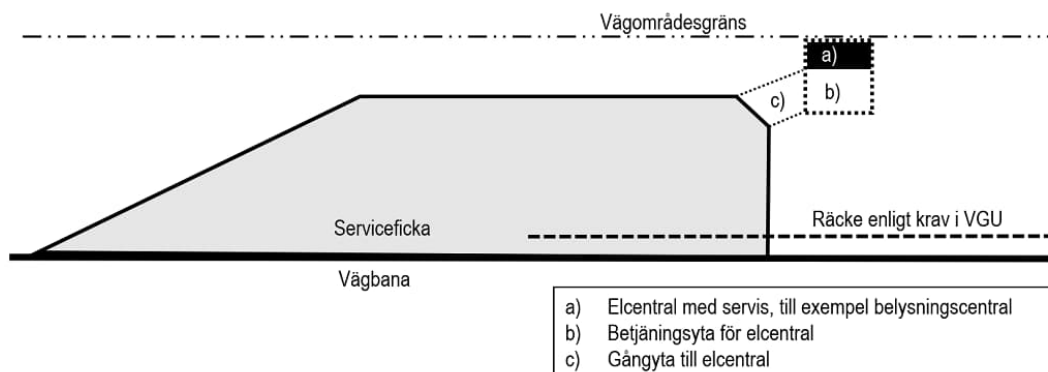 Vägområdesgräns
a)
b)
c)
Räcke enligt krav i VGU
Serviceficka
Vägbana
a) Elcentral med servis, till exempel belysningscentral
b) Betjäningsyta för elcentral
c) Gångyta till elcentral